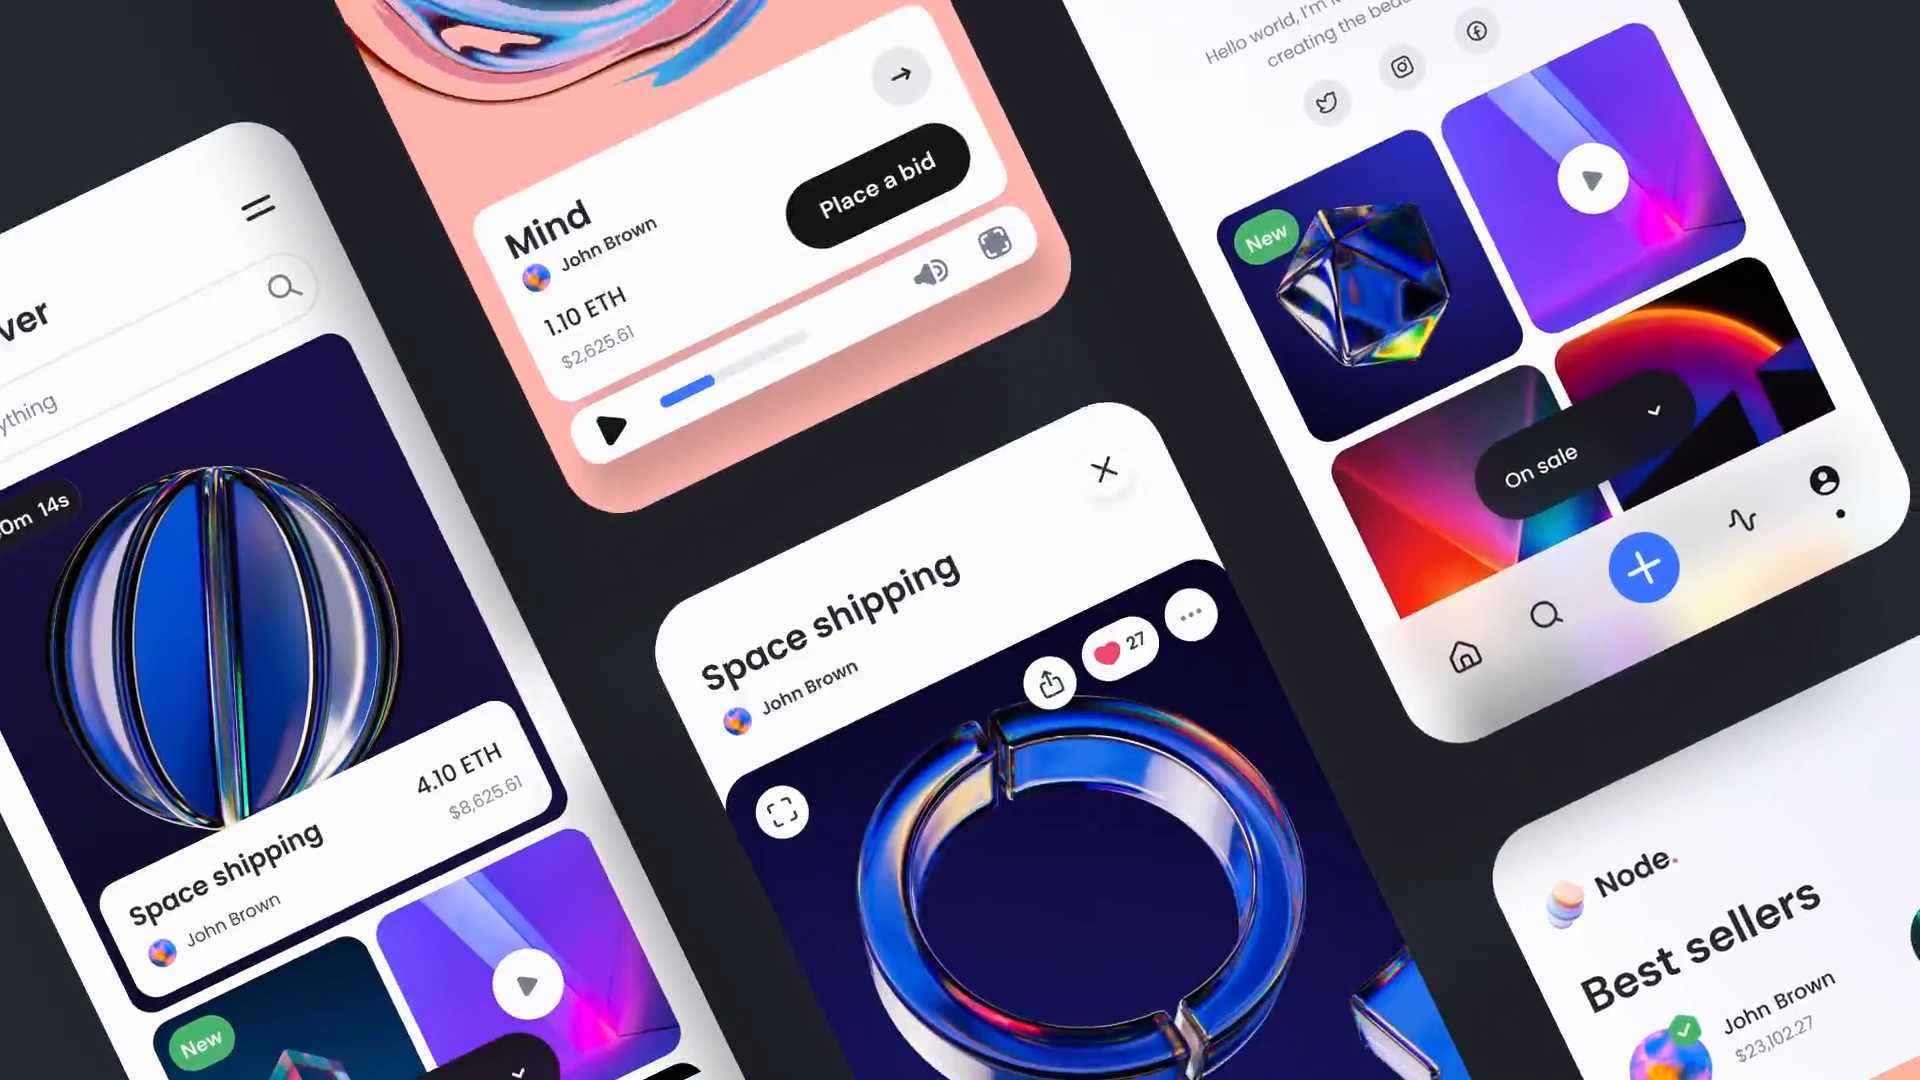 ver
ything
0m 14s
4.10 ETH
$8,625.61
Space shipping
John Brown
New
Mind
John Brown
1.10 ETH
$2,625.61
Place a bid
Space shipping
John Brown
27
Hello world, I'm
creating the bea
New
On sale
Node.
Best sellers
John Brown
$23,102.27